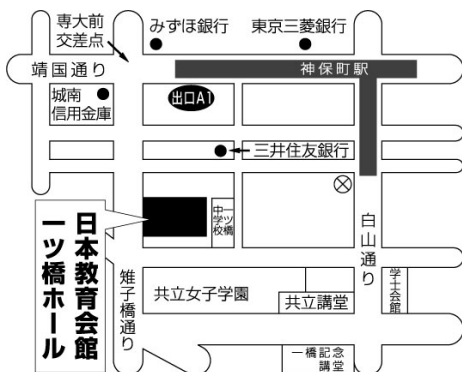 専大前
交差点
みずほ銀行
東京三菱銀行
靖国通り
神保町駅
城南
信用金庫
出口A1
三井住友銀行
一ツ橋
中学校
日本教育会館
一ツ橋ホール
雉子橋通り
白山通り
共立女子学園
共立講堂
学士会館
一橋記念
講堂